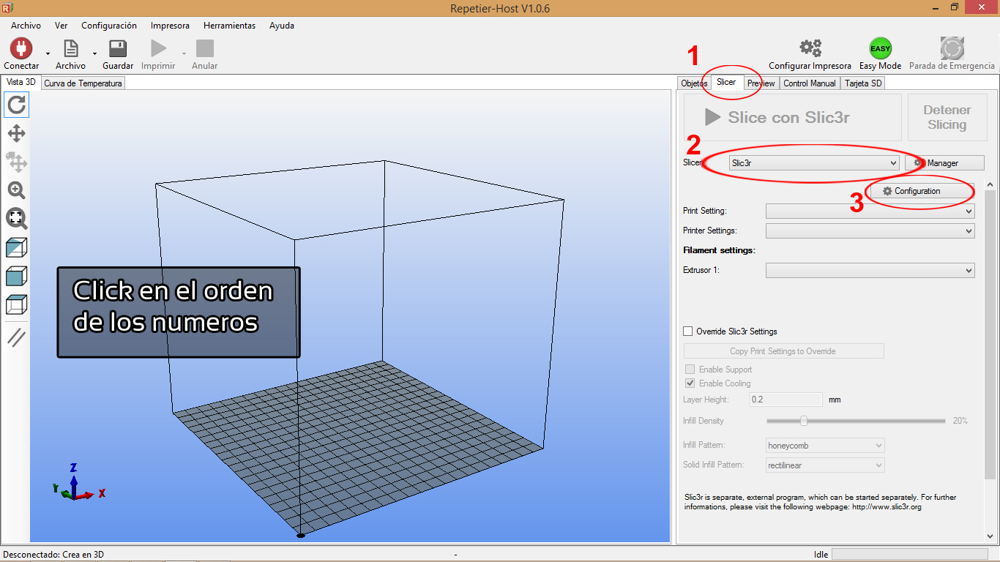 Repetier-Host V1.0.6
Archivo Ver Configuración Impresora Herramientas Ayuda
Conectar Archivo Guardar Imprimir Anular
EASY
Configurar Impresora Easy Mode Parada de Emergencia
Vista 3D Curva de Temperatura
1
Objetos Slicer Preview Control Manual Tarjeta SD
Slice con Slic3r
Detener
Slicing
2
Slicer Slic3r Manager
3 Configuration
Print Setting:
Printer Settings:
Filament settings:
Extrusor 1:
Click en el orden
de los numeros
Override Slic3r Settings
Copy Print Settings to Override
Enable Support
Enable Cooling
Layer Height: 0.2 mm
Infill Density 20%
Infill Pattern: honeycomb
Solid Infill Pattern: rectilinear
Z
Y X
Slic3r is separate, external program, which can be started separately. For further
informations, please visit the following webpage: http://www.slic3r.org
Desconectado: Crea en 3D - Idle